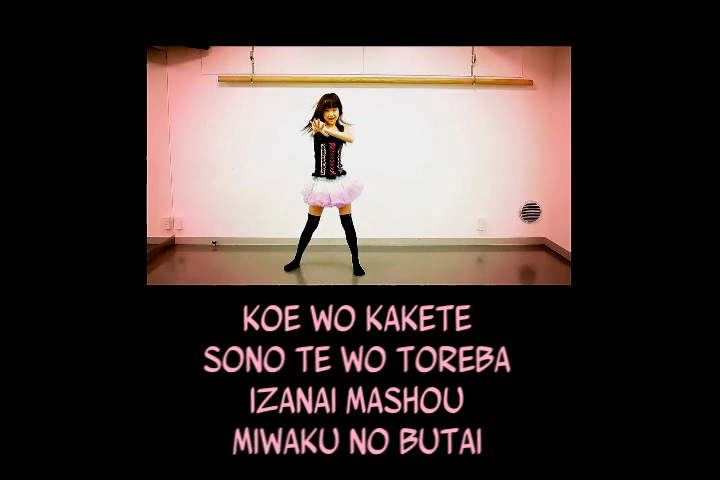 KOE WO KAKETE
SONO TE WO TOREBA
IZANAI MASHOU
MIWAKU NO BUTAI